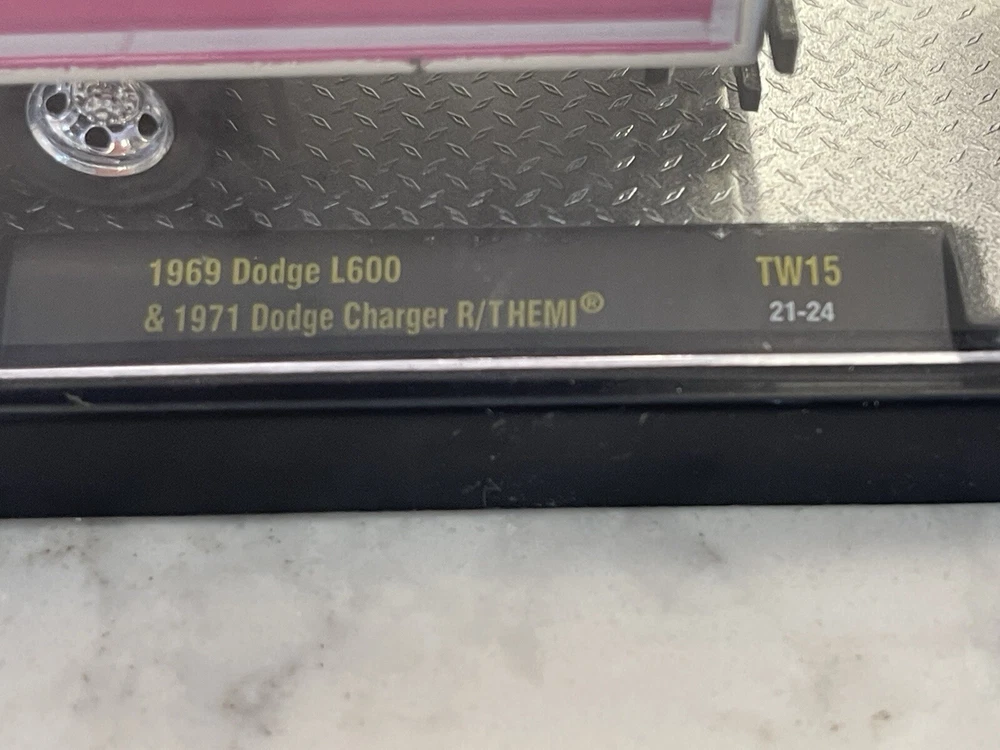 1969 Dodge L600
& 1971 Dodge Charger R/THEMI®
TW15
21-24